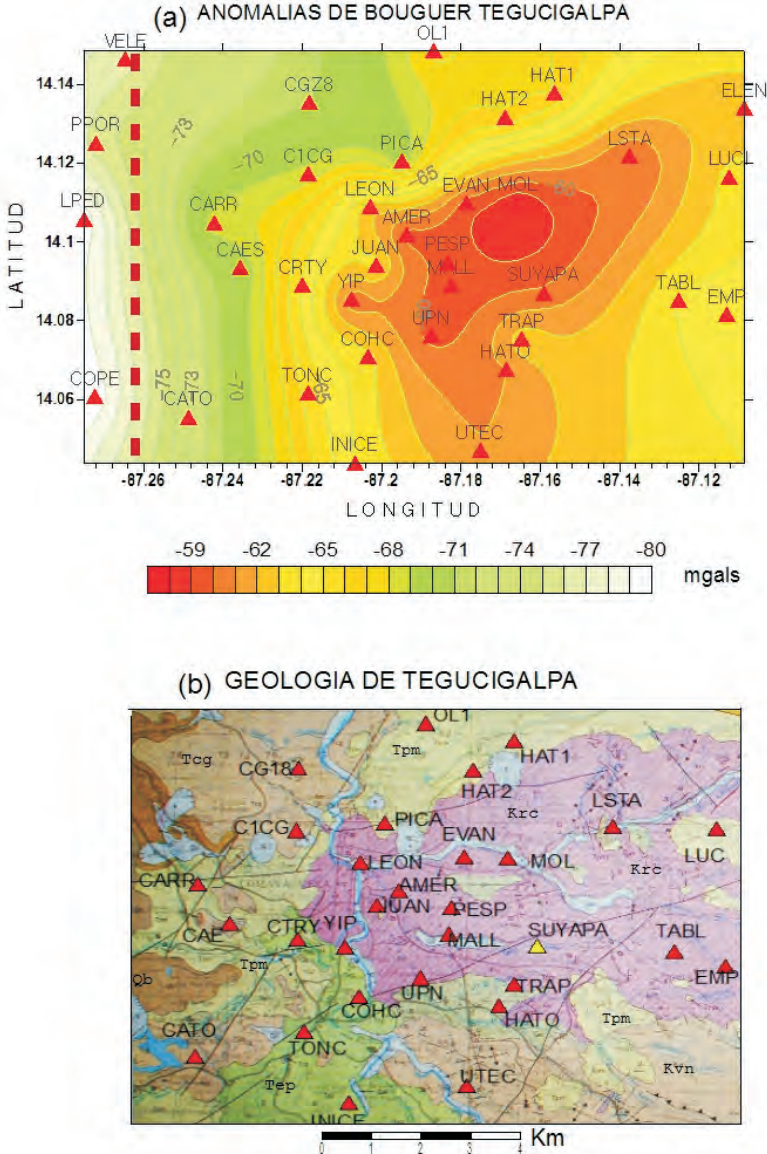 (a) ANOMALIAS DE BOUGUER TEGUCIGALPA
VELE
OL1
14.14
CGZ8
HAT1
HAT2
ELEN
PPOR
-73
14.12
C1CG
-70
PICA
LSTA
LUCL
-65
LPED
LEON
EVAN
MOL
-60
CARR
AMER
14.1
CAES
JUAN
PESP
MALL
CRTY
YIP
SUYAPA
TABL
EMP
14.08
UPN
TRAP
COHC
HATO
14.06
COPE
-75
-73
-70
CATO
TONC
-65
INICE
UTEC
LATITUD
-87.26 -87.24 -87.22 -87.2 -87.18 -87.16 -87.14 -87.12
LONGITUD
-59 -62 -65 -68 -71 -74 -77 -80
mgals
(b) GEOLOGIA DE TEGUCIGALPA
OL1
Tpm
Tcg
HAT1
CG18
HAT2
Krc
LSTA
C1CG
PICA
EVAN
LUC
LEON
MOL
Krc
CARR
AMER
JUAN
PESP
CAE
CTRY
YIP
MALL
SUYAPA
TABL
Tpm
EMP
Qb
UPN
TRAP
COHC
HATO
Tpm
CATO
TONC
Kvn
Tep
UTEC
INICE
0 1 2 3 4 Km